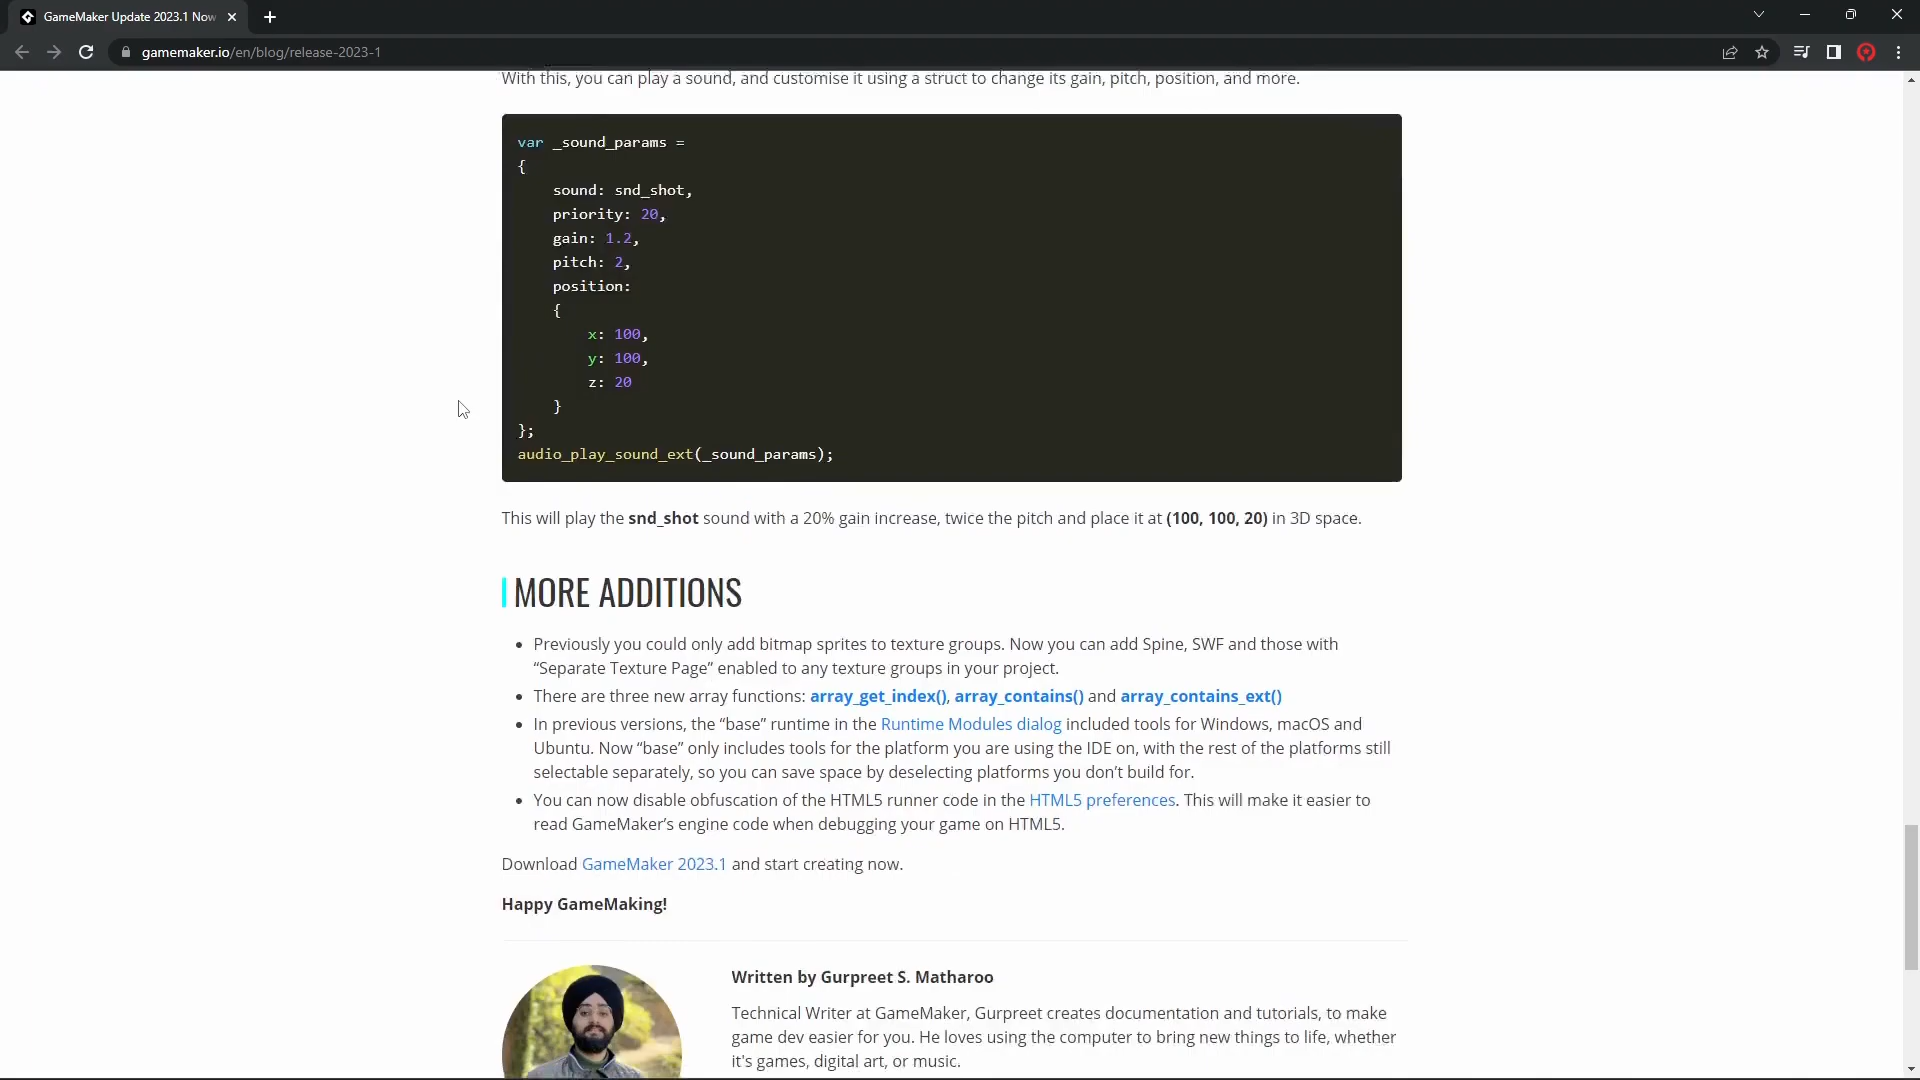 GameMaker Update 2023.1 Now
gamemaker.io/en/blog/release-2023-1
With this, you can play a sound, and customise it using a struct to change its gain, pitch, position, and more.
var _sound_params =
{
sound: snd_shot,
priority: 20,
gain: 1.2,
pitch: 2,
position:
{
x: 100,
y: 100,
z: 20
}
};
audio_play_sound_ext(_sound_params);
This will play the snd_shot sound with a 20% gain increase, twice the pitch and place it at (100, 100, 20) in 3D space.
MORE ADDITIONS
• Previously you could only add bitmap sprites to texture groups. Now you can add Spine, SWF and those with
“Separate Texture Page” enabled to any texture groups in your project.
• There are three new array functions: array_get_index(), array_contains() and array_contains_ext()
• In previous versions, the “base” runtime in the Runtime Modules dialog included tools for Windows, macOS and
Ubuntu. Now “base” only includes tools for the platform you are using the IDE on, with the rest of the platforms still
selectable separately, so you can save space by deselecting platforms you don’t build for.
• You can now disable obfuscation of the HTML5 runner code in the HTML5 preferences. This will make it easier to
read GameMaker’s engine code when debugging your game on HTML5.
Download GameMaker 2023.1 and start creating now.
Happy GameMaking!
Written by Gurpreet S. Matharoo
Technical Writer at GameMaker, Gurpreet creates documentation and tutorials, to make
game dev easier for you. He loves using the computer to bring new things to life, whether
it's games, digital art, or music.